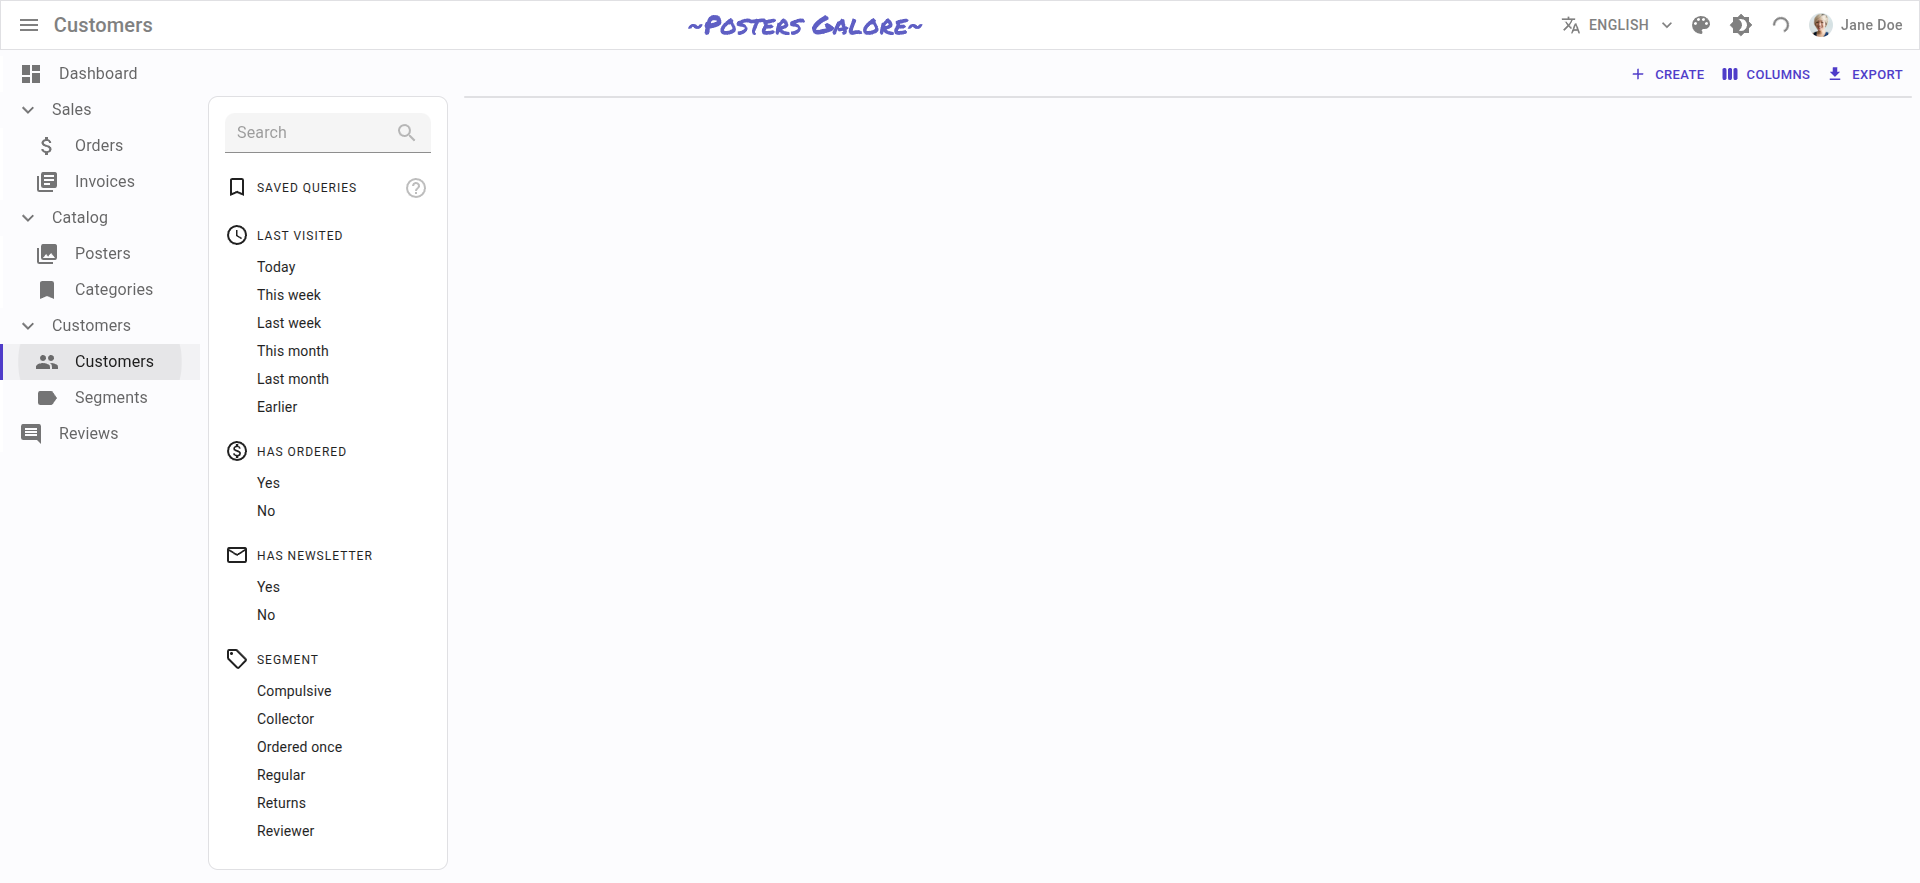 Customers
~Posters Galore~
ENGLISH
Jane Doe
Dashboard
Sales
Orders
Invoices
Catalog
Posters
Categories
Customers
Customers
Segments
Reviews
CREATE
COLUMNS
EXPORT
Search
SAVED QUERIES
LAST VISITED
Today
This week
Last week
This month
Last month
Earlier
HAS ORDERED
Yes
No
HAS NEWSLETTER
Yes
No
SEGMENT
Compulsive
Collector
Ordered once
Regular
Returns
Reviewer